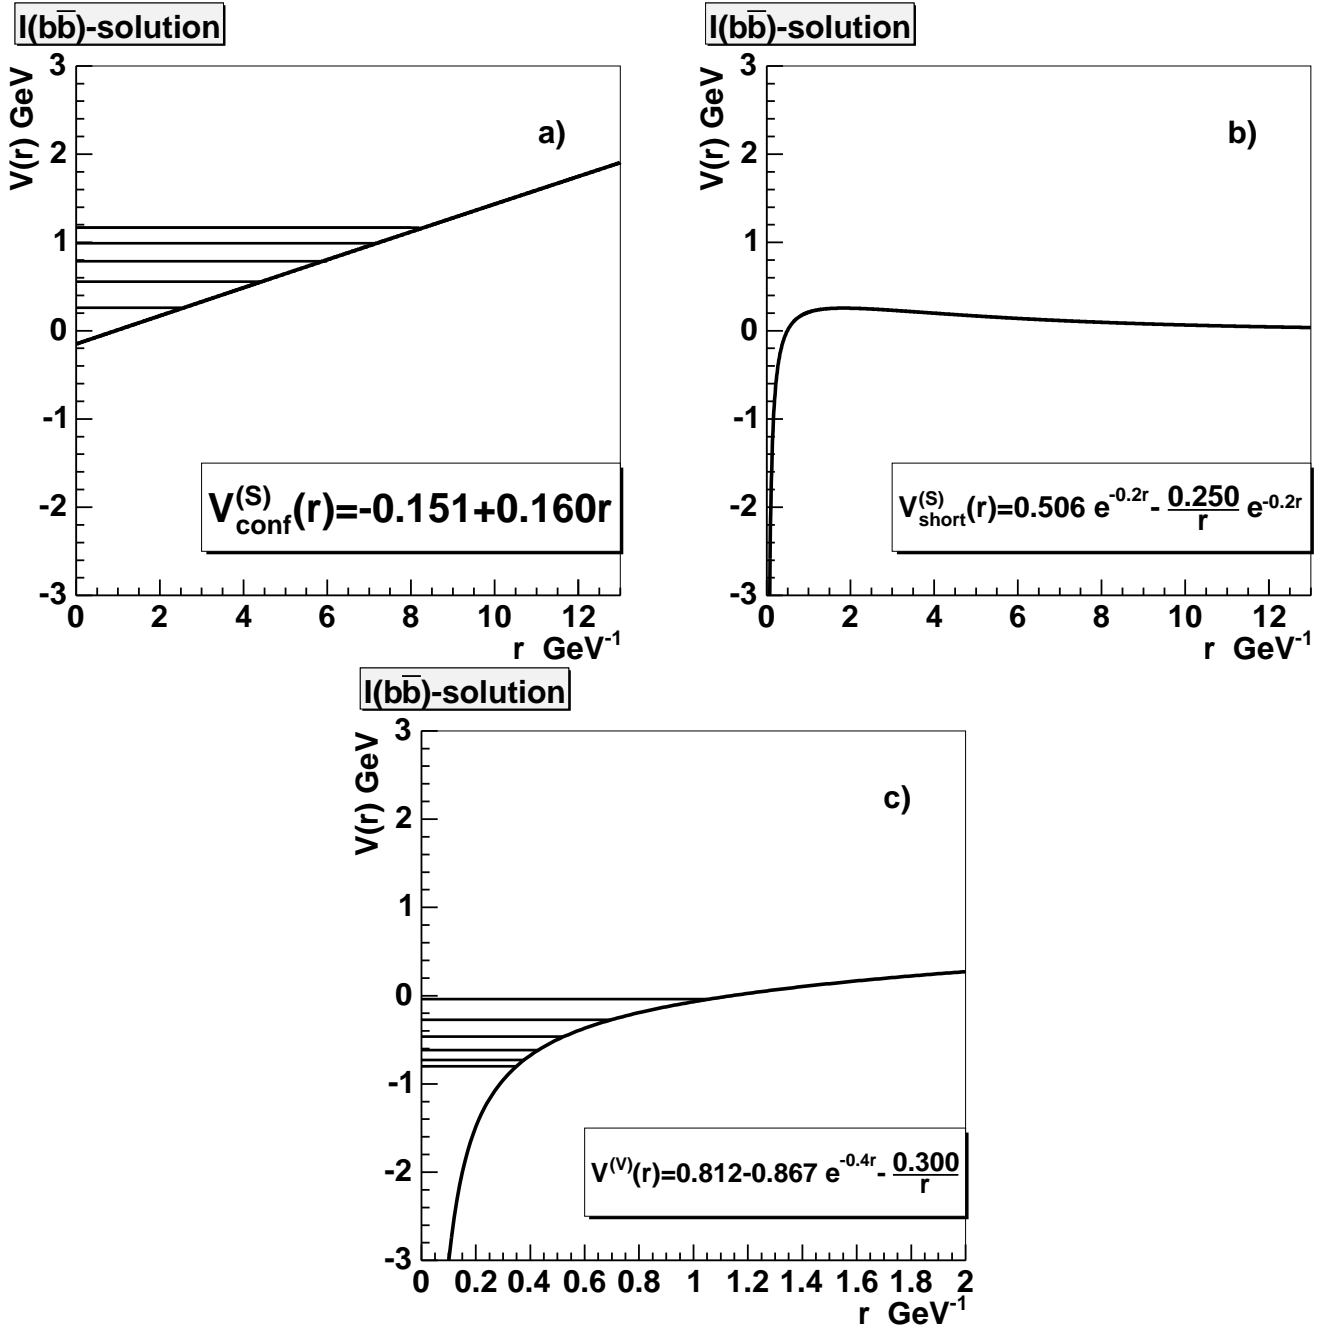 I(bb̅)-solution
V(r) GeV
3
2
1
0
-1
-2
-3
a)
V_conf^(S)(r)=-0.151+0.160r
0 2 4 6 8 10 12
r GeV^-1
I(bb̅)-solution
V(r) GeV
3
2
1
0
-1
-2
-3
b)
V_short^(S)(r)=0.506 e^-0.2r - 0.250/r e^-0.2r
0 2 4 6 8 10 12
r GeV^-1
I(bb̅)-solution
V(r) GeV
3
2
1
0
-1
-2
-3
c)
V^(V)(r)=0.812-0.867 e^-0.4r - 0.300/r
0 0.2 0.4 0.6 0.8 1 1.2 1.4 1.6 1.8 2
r GeV^-1